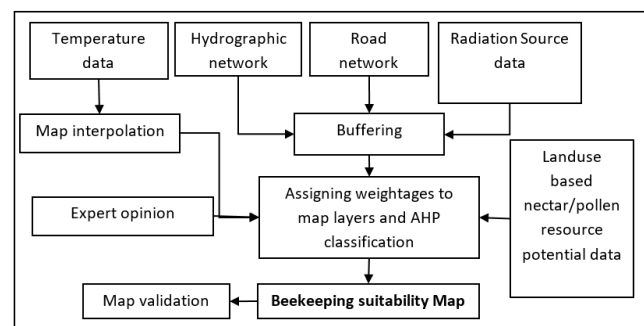 Temperature
data
Hydrographic
network
Road
network
Radiation Source
data
Map interpolation
Buffering
Landuse
based
nectar/pollen
resource
potential data
Expert opinion
Assigning weightages to
map layers and AHP
classification
Map validation
Beekeeping suitability Map